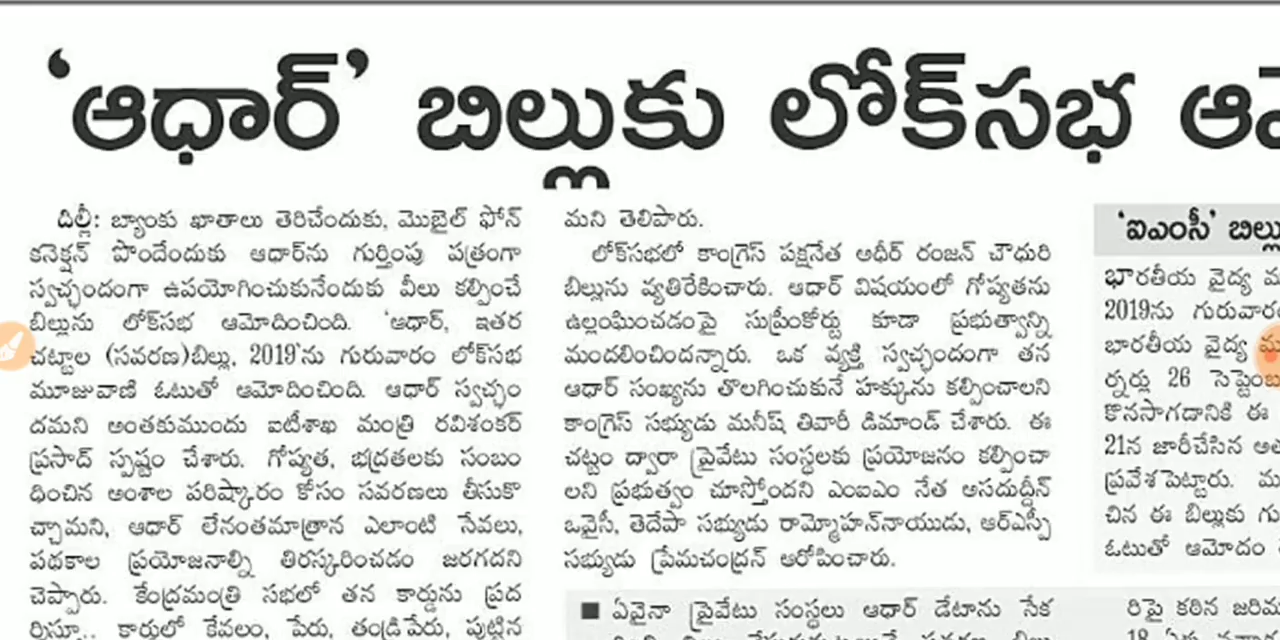 ‘ఆధార్’ బిల్లుకు లోక్‌సభ
దిల్లీ: బ్యాంకు ఖాతాలు తెరిచేందుకు, మొబైల్ ఫోన్
కనెక్షన్ పొందేందుకు ఆధార్‌ను గుర్తింపు పత్రంగా
స్వచ్ఛందంగా ఉపయోగించుకునేందుకు వీలు కల్పించే
బిల్లును లోక్‌సభ ఆమోదించింది. ‘ఆధార్, ఇతర
చట్టాల (సవరణ)బిల్లు, 2019’ను గురువారం లోక్‌సభ
మూజువాణి ఓటుతో ఆమోదించింది. ఆధార్ స్వచ్ఛం
దమని అంతకుముందు ఐటీశాఖ మంత్రి రవిశంకర్
ప్రసాద్ స్పష్టం చేశారు. గోప్యత, భద్రతలకు సంబం
ధించిన అంశాల పరిష్కారం కోసం సవరణలు తీసుకొ
చ్చామని, ఆధార్ లేనంతమాత్రాన ఎలాంటి సేవలు,
పథకాల ప్రయోజనాల్ని తిరస్కరించడం జరగదని
చెప్పారు. కేంద్రమంత్రి సభలో తన కార్డును ప్రద
ర్శిస్తూ.. కార్డులో కేవలం, పేరు, తండ్రిపేరు, పుట్టిన
మని తెలిపారు.
లోక్‌సభలో కాంగ్రెస్ పక్షనేత అధీర్ రంజన్ చౌధురి
బిల్లును వ్యతిరేకించారు. ఆధార్ విషయంలో గోప్యతను
ఉల్లంఘించడంపై సుప్రీంకోర్టు కూడా ప్రభుత్వాన్ని
మందలించిందన్నారు. ఒక వ్యక్తి స్వచ్ఛందంగా తన
ఆధార్ సంఖ్యను తొలగించుకునే హక్కును కల్పించాలని
కాంగ్రెస్ సభ్యుడు మనీష్ తివారీ డిమాండ్ చేశారు. ఈ
చట్టం ద్వారా ప్రైవేటు సంస్థలకు ప్రయోజనం కల్పించా
లని ప్రభుత్వం చూస్తోందని ఎంఐఎం నేత అసదుద్దీన్
ఒవైసీ, తెదేపా సభ్యుడు రామ్మోహన్‌నాయుడు, ఆర్ఎస్పీ
సభ్యుడు ప్రేమచంద్రన్ ఆరోపించారు.
■ ఏవైనా ప్రైవేటు సంస్థలు ఆధార్ డేటాను సేక
‘ఐఎంసీ’ బిల్లు
భారతీయ వైద్య
2019ను గురువార
భారతీయ వైద్య
ర్నర్లు 26 సెప్టెంబ
కొనసాగడానికి ఈ
21న జారీచేసిన
ప్రవేశపెట్టారు.
చిన ఈ బిల్లుకు గు
ఓటుతో ఆమోదం
రిపై కఠిన జరిమ